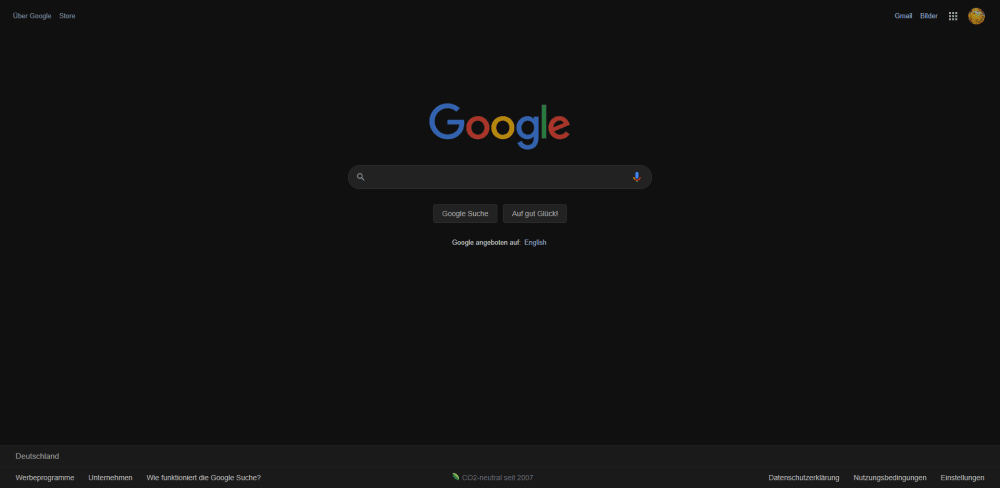 Über Google Store
Gmail Bilder
Google
Google Suche Auf gut Glück!
Google angeboten auf: English
Deutschland
Werbeprogramme Unternehmen Wie funktioniert die Google Suche? CO2-neutral seit 2007 Datenschutzerklärung Nutzungsbedingungen Einstellungen